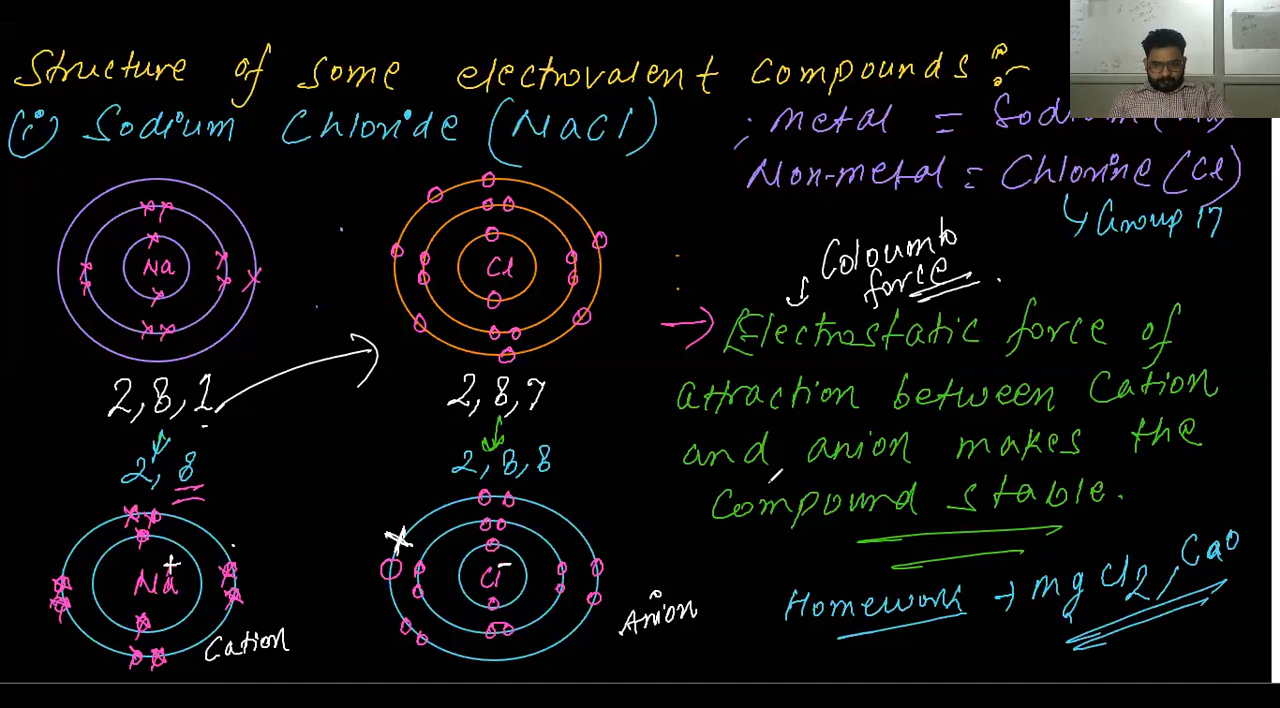 Structure of some electrovalent compounds :-
(i) Sodium Chloride (NaCl)
; Metal = Sodium
Non-metal = Chlorine (Cl)
↳ Group 17
Na
Cl
Coloumb
force
→ Electrostatic force of
attraction between Cation
and anion makes the
compound stable.
2, 8, 1
2, 8, 7
2, 8
2, 8, 8
Na+
Cl-
Cation
Anion
Homework → MgCl2, CaO